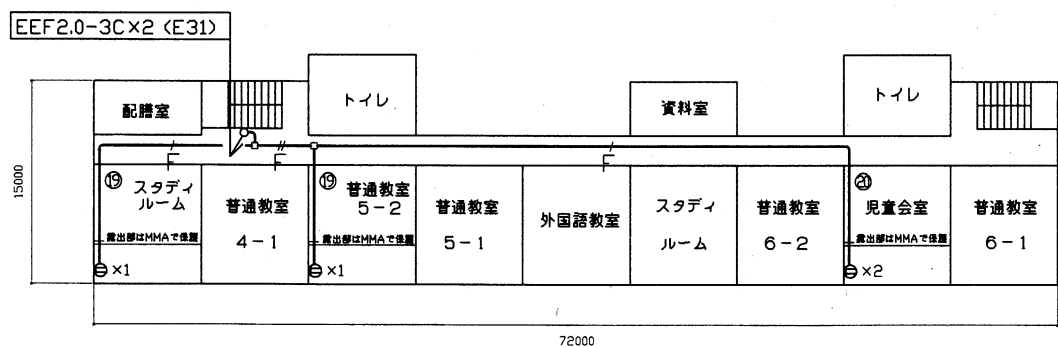 EEF2.0-3C×2 (E31)
配膳室
トイレ
資料室
トイレ
15000
F
F
F
⑲
スタディ
ルーム
普通教室
4-1
⑲
普通教室
5-2
普通教室
5-1
外国語教室
スタディ
ルーム
普通教室
6-2
⑳
児童会室
普通教室
6-1
露出部はMMAで保護
露出部はMMAで保護
露出部はMMAで保護
×1
×1
×2
72000